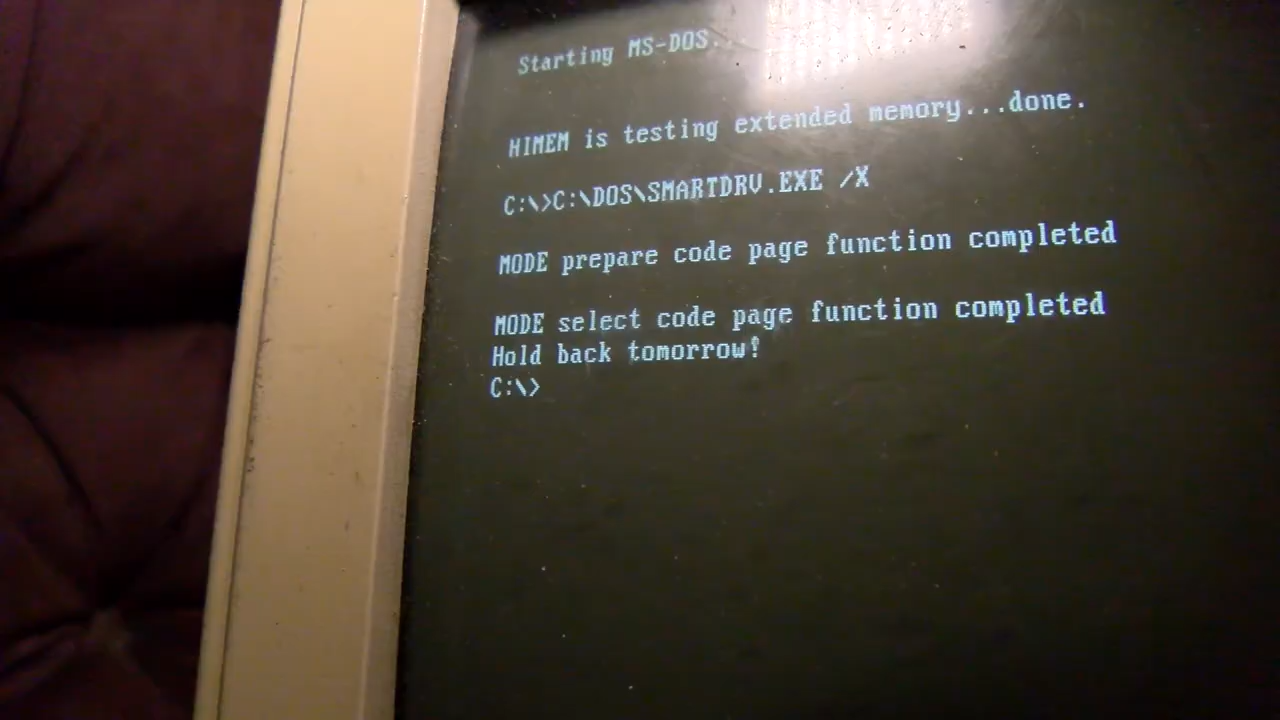 Starting MS-DOS...
HIMEM is testing extended memory...done.
C:\>C:\DOS\SMARTDRV.EXE /X
MODE prepare code page function completed
MODE select code page function completed
Hold back tomorrow!
C:\>